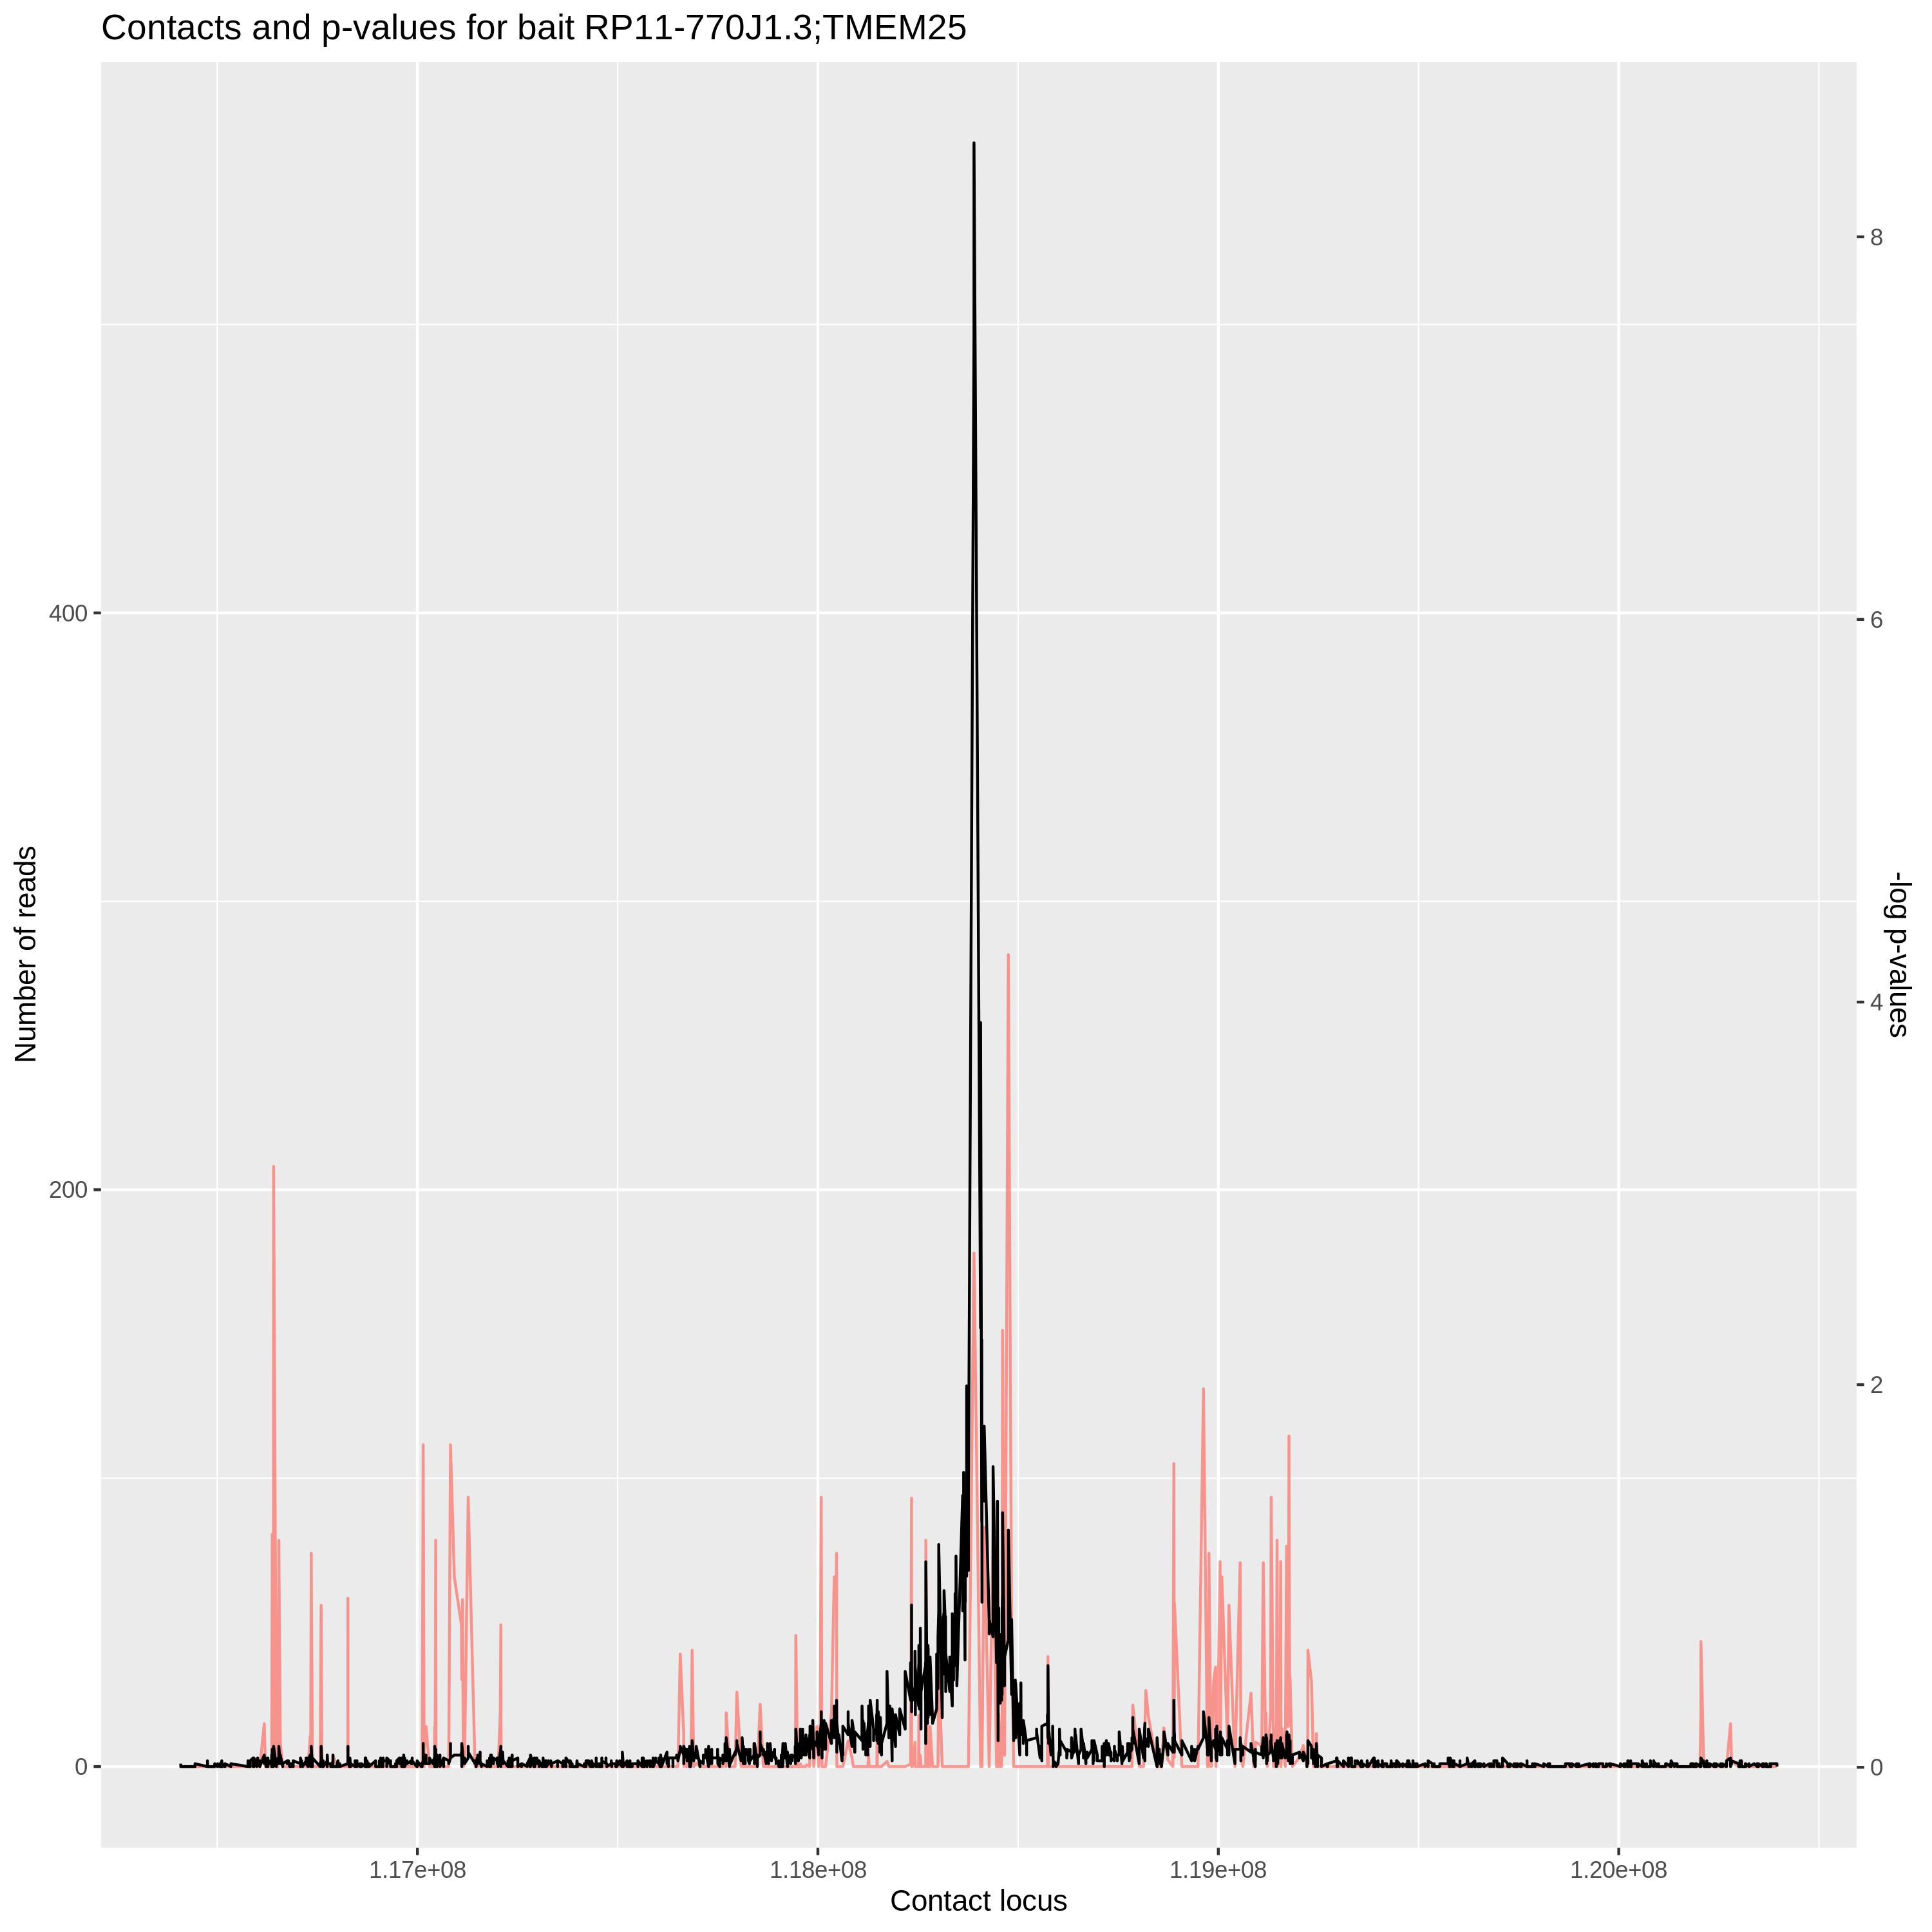 Contacts and p-values for bait RP11-770J1.3;TMEM25
Number of reads
400
200
0
8
6
4
2
0
-log p-values
1.17e+08
1.18e+08
1.19e+08
1.20e+08
Contact locus